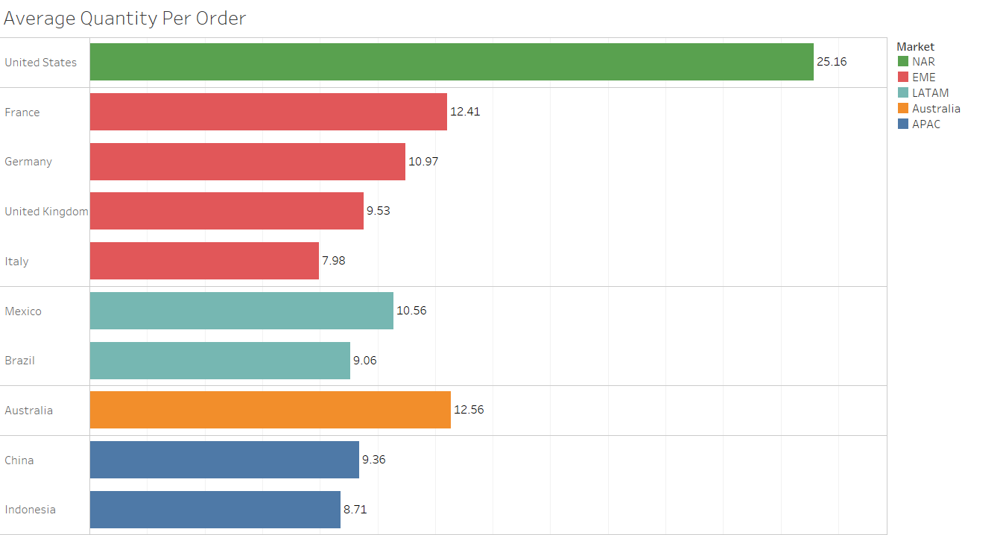 Average Quantity Per Order
United States 25.16
France 12.41
Germany 10.97
United Kingdom 9.53
Italy 7.98
Mexico 10.56
Brazil 9.06
Australia 12.56
China 9.36
Indonesia 8.71
Market
NAR
EME
LATAM
Australia
APAC